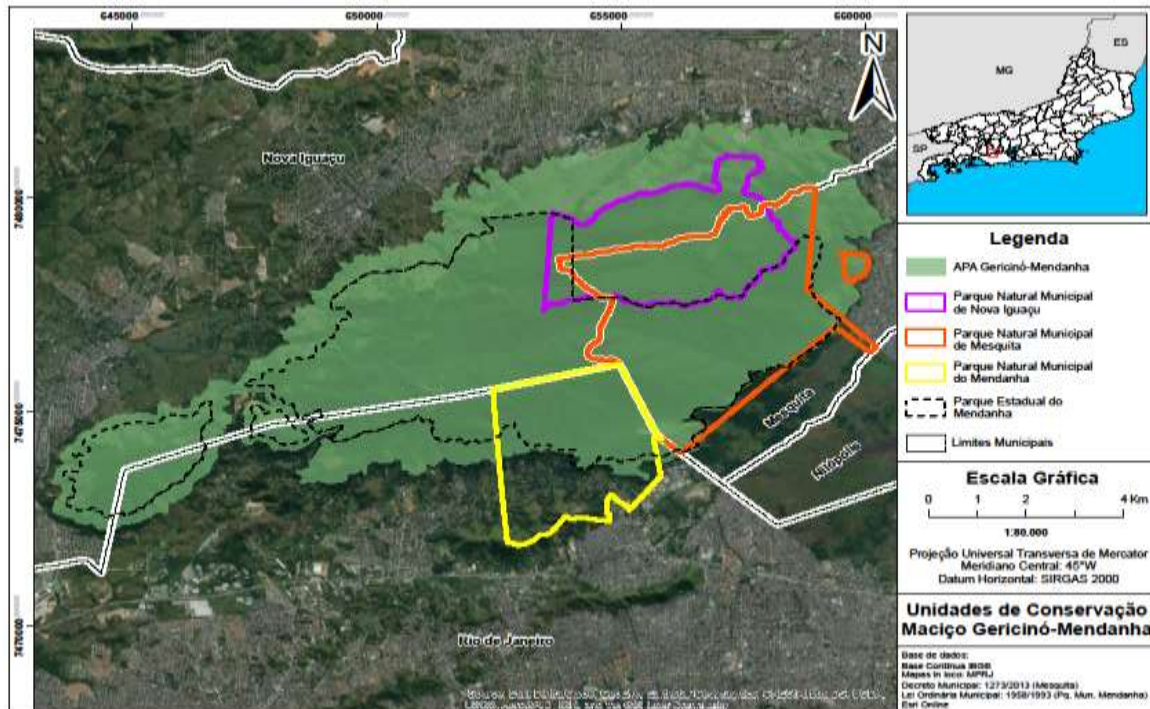 645000
650000
655000
660000
7480000
7475000
7470000
N
Nova Iguaçu
Mesquita
Nilópolis
Rio de Janeiro
MG
ES
SP
Legenda
APA Gericinó-Mendanha
Parque Natural Municipal
de Nova Iguaçu
Parque Natural Municipal
de Mesquita
Parque Natural Municipal
do Mendanha
Parque Estadual do
Mendanha
Limites Municipais
Escala Gráfica
0 1 2 4 Km
1:80.000
Projeção Universal Transversa de Mercator
Meridiano Central: 45°W
Datum Horizontal: SIRGAS 2000
Unidades de Conservação
Maciço Gericinó-Mendanha
Base de dados:
Base Contínua IBGE
Mapas in loco: MPRJ
Decreto Municipal: 1273/2013 (Mesquita)
Lei Ordinária Municipal: 1958/1993 (Pq. Mun. Mendanha)
Esri Online